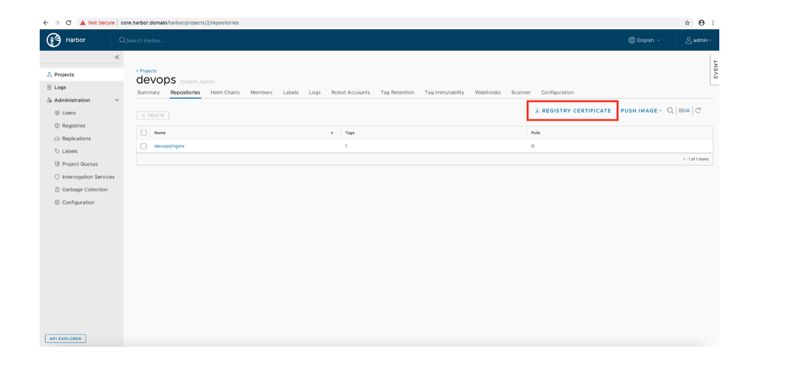 Not Secure | core.harbor.domain/harbor/projects/2/repositories
Harbor
Search Harbor...
English
admin
«
EVENT
Projects
Logs
Administration
Users
Registries
Replications
Labels
Project Quotas
Interrogation Services
Garbage Collection
Configuration
< Projects
devops System Admin
Summary Repositories Helm Charts Members Labels Logs Robot Accounts Tag Retention Tag Immutability Webhooks Scanner Configuration
× DELETE
REGISTRY CERTIFICATE
PUSH IMAGE
Name Tags Pulls
devops/nginx 1 0
1 - 1 of 1 items
API EXPLORER